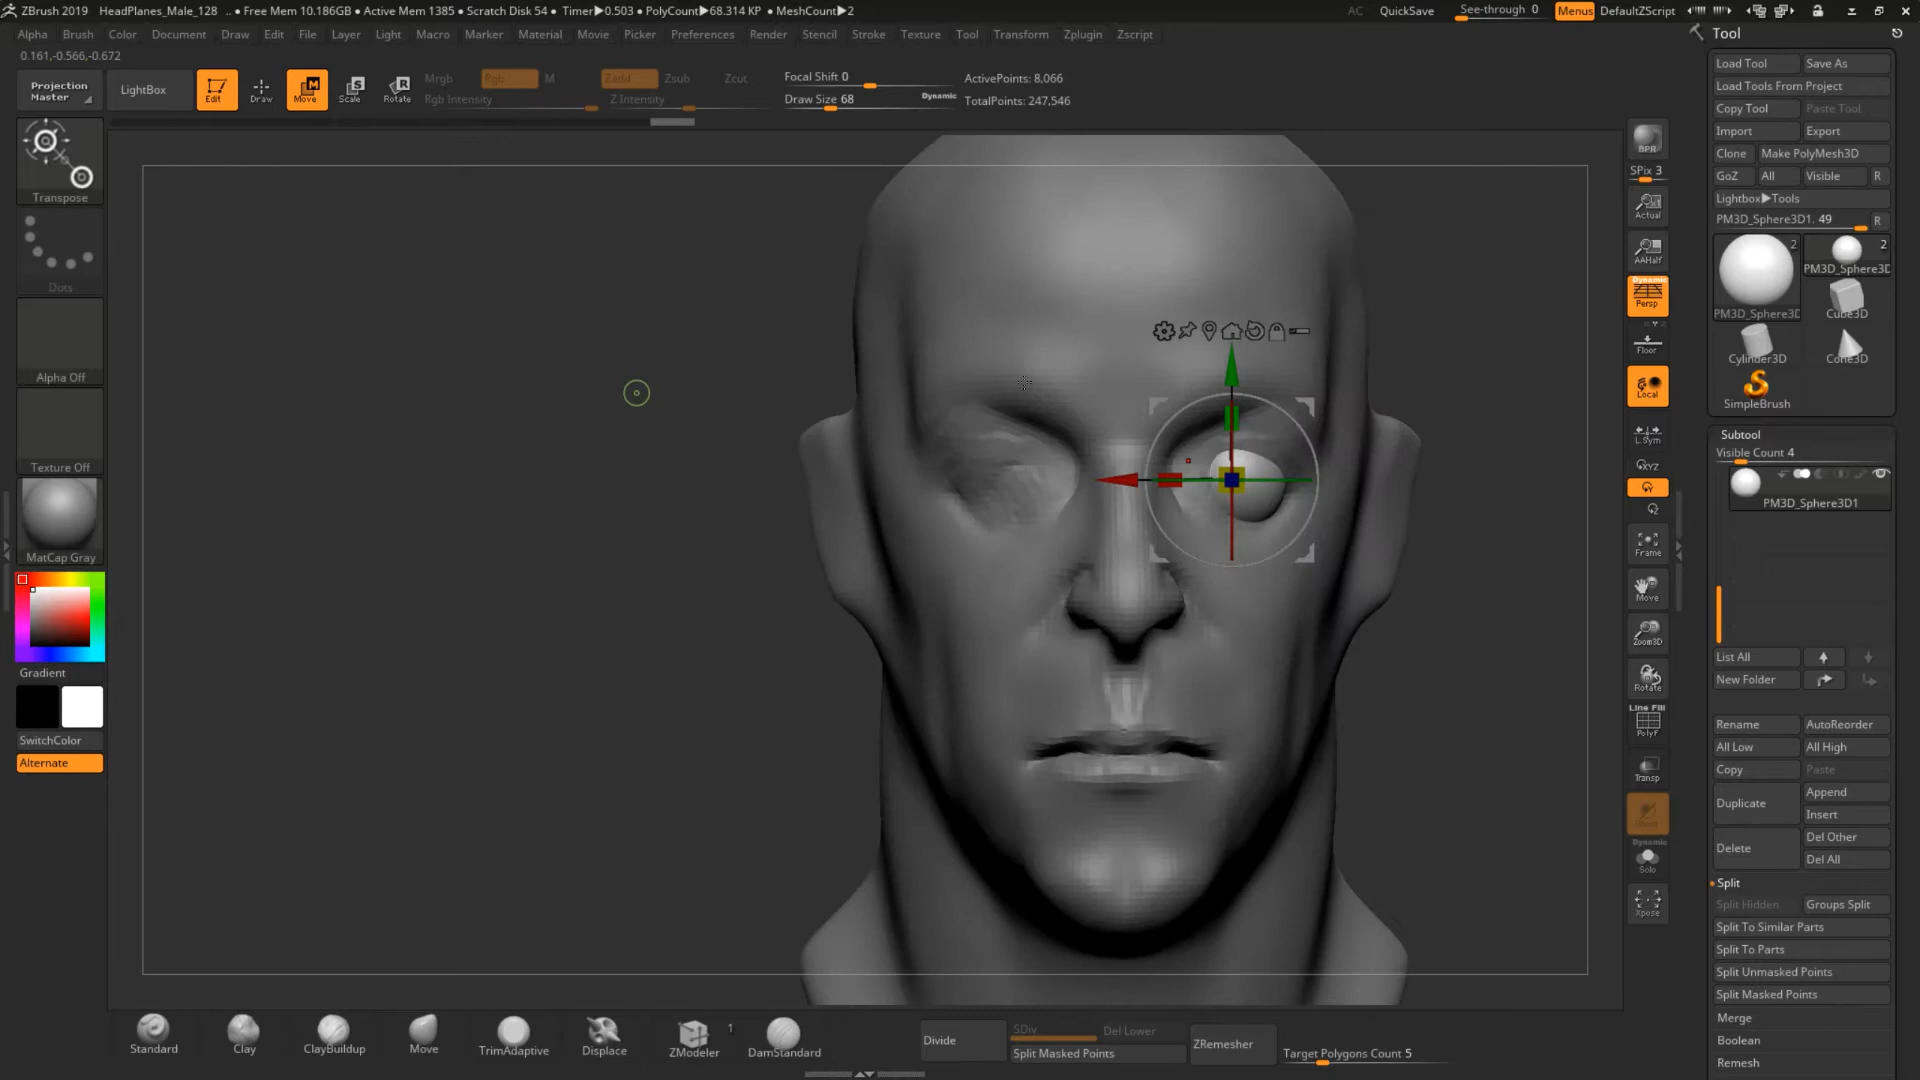 ZBrush 2019 HeadPlanes_Male_128 .. • Free Mem 10.186GB • Active Mem 1385 • Scratch Disk 54 • Timer▶0.503 • PolyCount▶68.314 KP • MeshCount▶2 AC QuickSave See-through 0 Menus DefaultZScript
Alpha Brush Color Document Draw Edit File Layer Light Macro Marker Material Movie Picker Preferences Render Stencil Stroke Texture Tool Transform Zplugin Zscript
0.161,-0.566,-0.672
Projection Master
LightBox
Edit
Draw
Move
Scale
Rotate
Mrgb Rgb M
Rgb Intensity
Zadd Zsub Zcut
Z Intensity
Focal Shift 0
Draw Size 68
Dynamic
ActivePoints: 8,066
TotalPoints: 247,546
Transpose
Dots
Alpha Off
Texture Off
MatCap Gray
Gradient
SwitchColor
Alternate
BPR
SPix 3
Actual
AAHalf
Dynamic
Persp
Floor
Local
L.Sym
Frame
Move
Zoom3D
Rotate
Line Fill
PolyF
Transp
Dynamic
Solo
Xpose
Tool
Load Tool Save As
Load Tools From Project
Copy Tool Paste Tool
Import Export
Clone Make PolyMesh3D
GoZ All Visible R
Lightbox▶Tools
PM3D_Sphere3D1. 49 R
2 2
PM3D_Sphere3D
PM3D_Sphere3D
Cube3D
Cylinder3D
Cone3D
SimpleBrush
Subtool
Visible Count 4
PM3D_Sphere3D1
List All
New Folder
Rename AutoReorder
All Low All High
Copy Paste
Duplicate Append
Insert
Delete Del Other
Del All
Split
Split Hidden Groups Split
Split To Similar Parts
Split To Parts
Split Unmasked Points
Split Masked Points
Merge
Boolean
Remesh
Standard
Clay
ClayBuildup
Move
TrimAdaptive
Displace
ZModeler
1
DamStandard
Divide
SDiv Del Lower
Split Masked Points
ZRemesher
Target Polygons Count 5